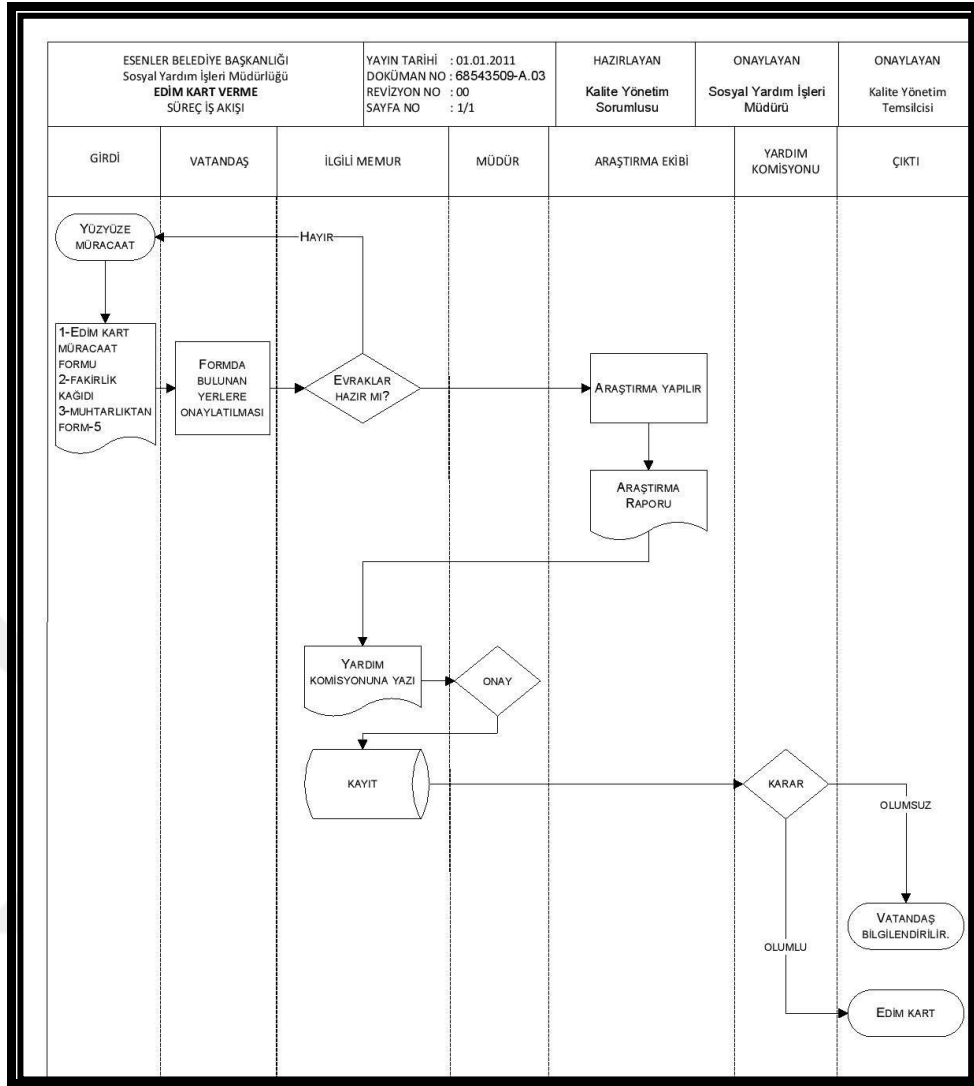 ESENLER BELEDİYE BAŞKANLIĞI
Sosyal Yardım İşleri Müdürlüğü
EDİM KART VERME
SÜREÇ İŞ AKIŞI
YAYIN TARİHİ : 01.01.2011
DOKÜMAN NO : 68543509-A.03
REVİZYON NO : 00
SAYFA NO : 1/1
HAZIRLAYAN
Kalite Yönetim
Sorumlusu
ONAYLAYAN
Sosyal Yardım İşleri
Müdürü
ONAYLAYAN
Kalite Yönetim
Temsilcisi
GİRDİ
VATANDAŞ
İLGİLİ MEMUR
MÜDÜR
ARAŞTIRMA EKİBİ
YARDIM
KOMİSYONU
ÇIKTI
YÜZYÜZE
MÜRACAAT
HAYIR
1-EDİM KART
MÜRACAAT
FORMU
2-FAKİRLİK
KAĞIDI
3-MUHTARLIKTAN
FORM-5
FORMDA
BULUNAN
YERLERE
ONAYLATILMASI
EVRAKLAR
HAZIR MI?
ARAŞTIRMA YAPILIR
ARAŞTIRMA
RAPORU
YARDIM
KOMİSYONUNA YAZI
ONAY
KAYIT
KARAR
OLUMSUZ
VATANDAŞ
BİLGİLENDİRİLİR.
OLUMLU
EDİM KART